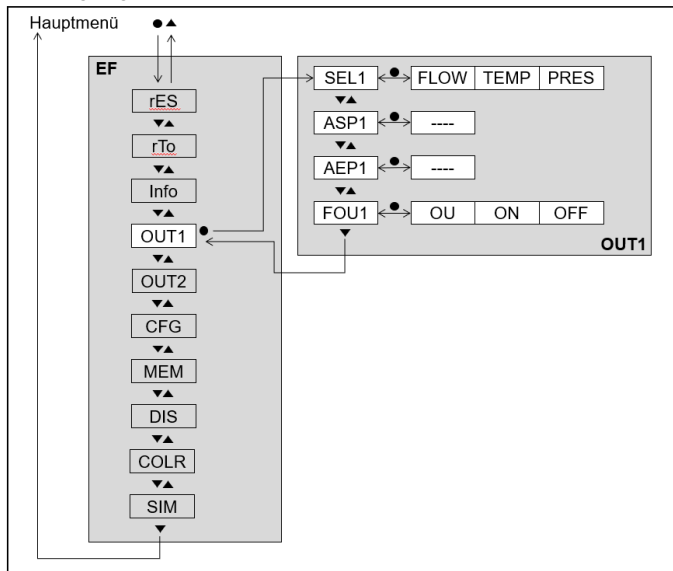 Hauptmenü
EF
rES
rTo
Info
OUT1
OUT2
CFG
MEM
DIS
COLR
SIM
SEL1 FLOW TEMP PRES
ASP1 ----
AEP1 ----
FOU1 OU ON OFF
OUT1